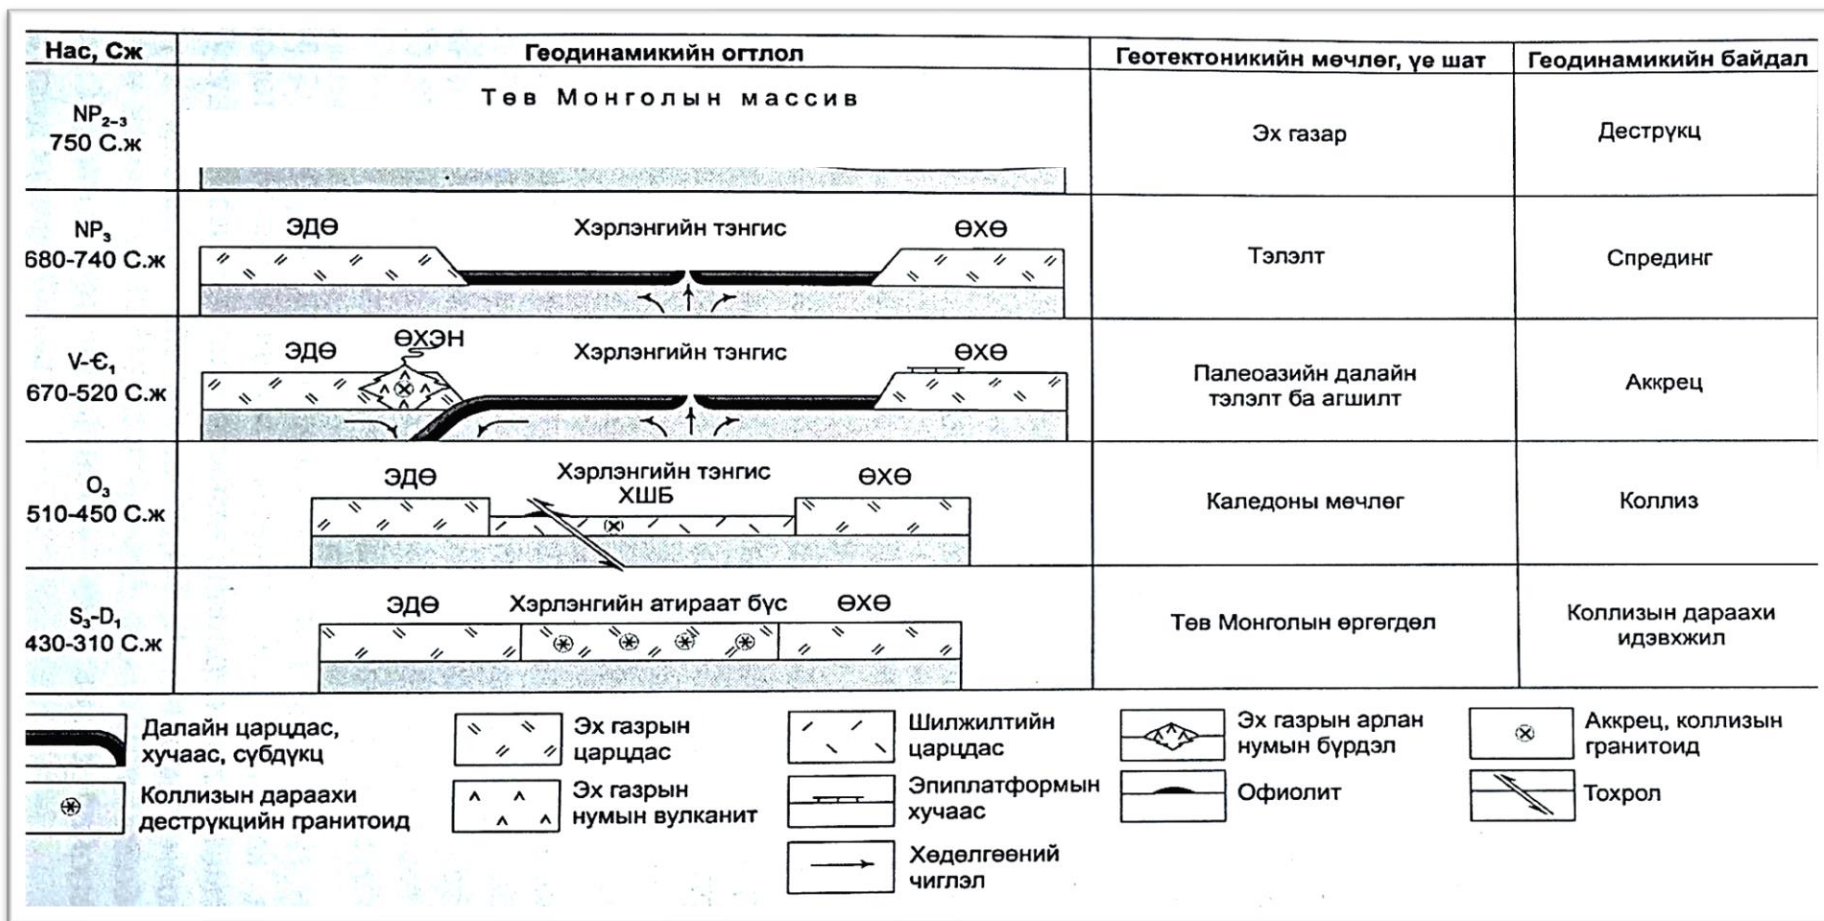 Нас, Сж
Геодинамикийн огтлол
Геотектоникийн мөчлөг, үе шат
Геодинамикийн байдал
NP₂₋₃
750 С.ж
Төв Монголын массив
Эх газар
Деструкц
NP₃
680-740 С.ж
ЭДӨ
Хэрлэнгийн тэнгис
ӨХӨ
Тэлэлт
Спрединг
V-Є₁
670-520 С.ж
ЭДӨ
ӨХЭН
Хэрлэнгийн тэнгис
ӨХӨ
Палеоазийн далайн
тэлэлт ба агшилт
Аккрец
O₃
510-450 С.ж
ЭДӨ
Хэрлэнгийн тэнгис
ХШБ
ӨХӨ
Каледоны мөчлөг
Коллиз
S₃-D₁
430-310 С.ж
ЭДӨ
Хэрлэнгийн атираат бүс
ӨХӨ
Төв Монголын өргөгдөл
Коллизын дараахи
идэвхжил
Далайн царцдас,
хучаас, сүбдүкц
Эх газрын
царцдас
Шилжилтийн
царцдас
Эх газрын арлан
нумын бүрдэл
Аккрец, коллизын
гранитоид
Коллизын дараахи
деструкцийн гранитоид
Эх газрын
нумын вулканит
Эпиплатформын
хучаас
Офиолит
Тохрол
Хөдөлгөөний
чиглэл